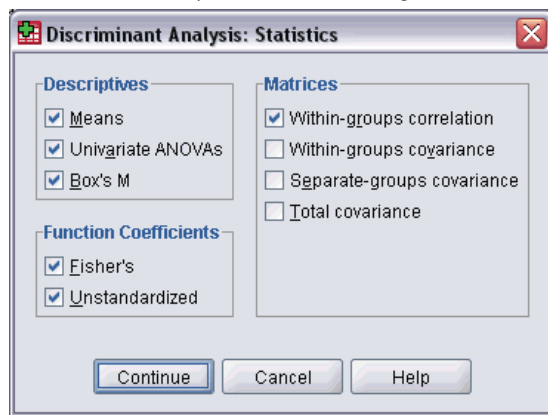 Discriminant Analysis: Statistics
Descriptives
Means
Univariate ANOVAs
Box's M
Function Coefficients
Fisher's
Unstandardized
Matrices
Within-groups correlation
Within-groups covariance
Separate-groups covariance
Total covariance
Continue
Cancel
Help